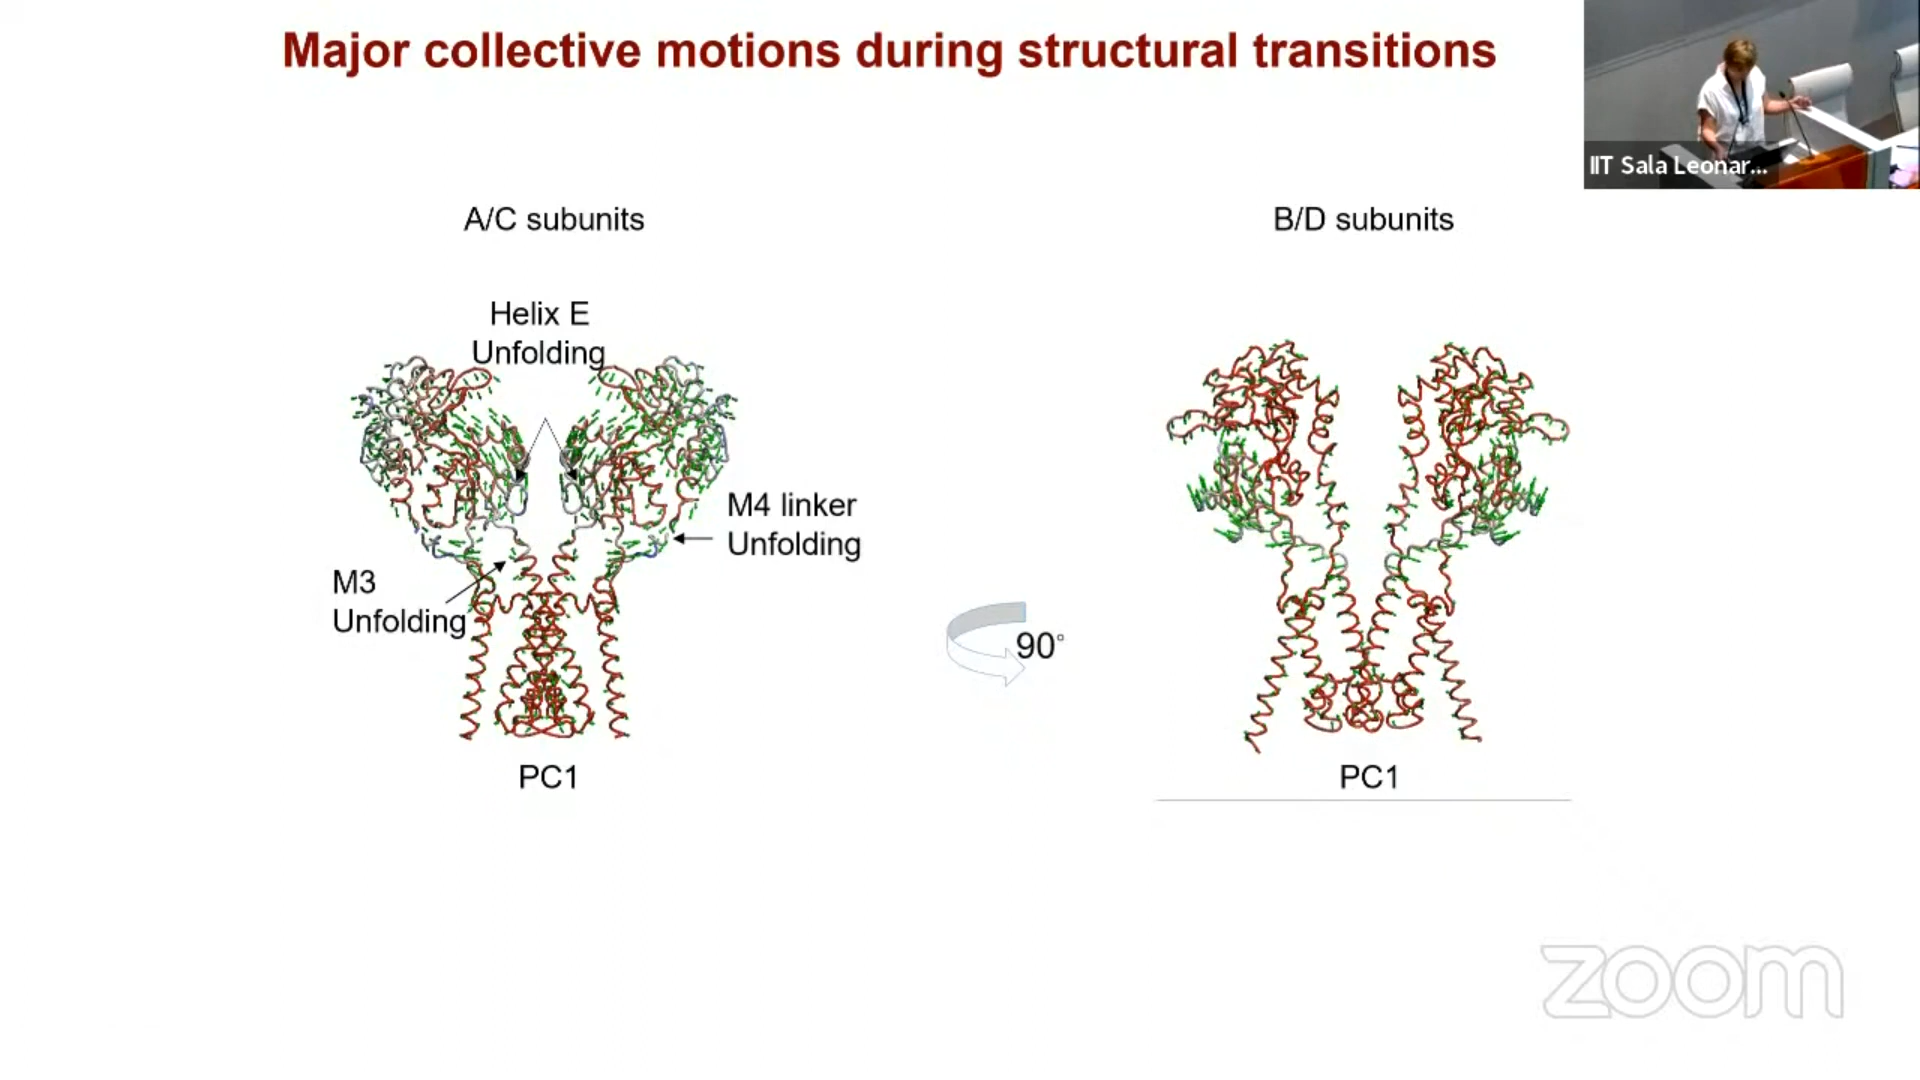 Major collective motions during structural transitions
IIT Sala Leonar...
A/C subunits
B/D subunits
Helix E
Unfolding
M4 linker
Unfolding
M3
Unfolding
90°
PC1
PC1
zoom